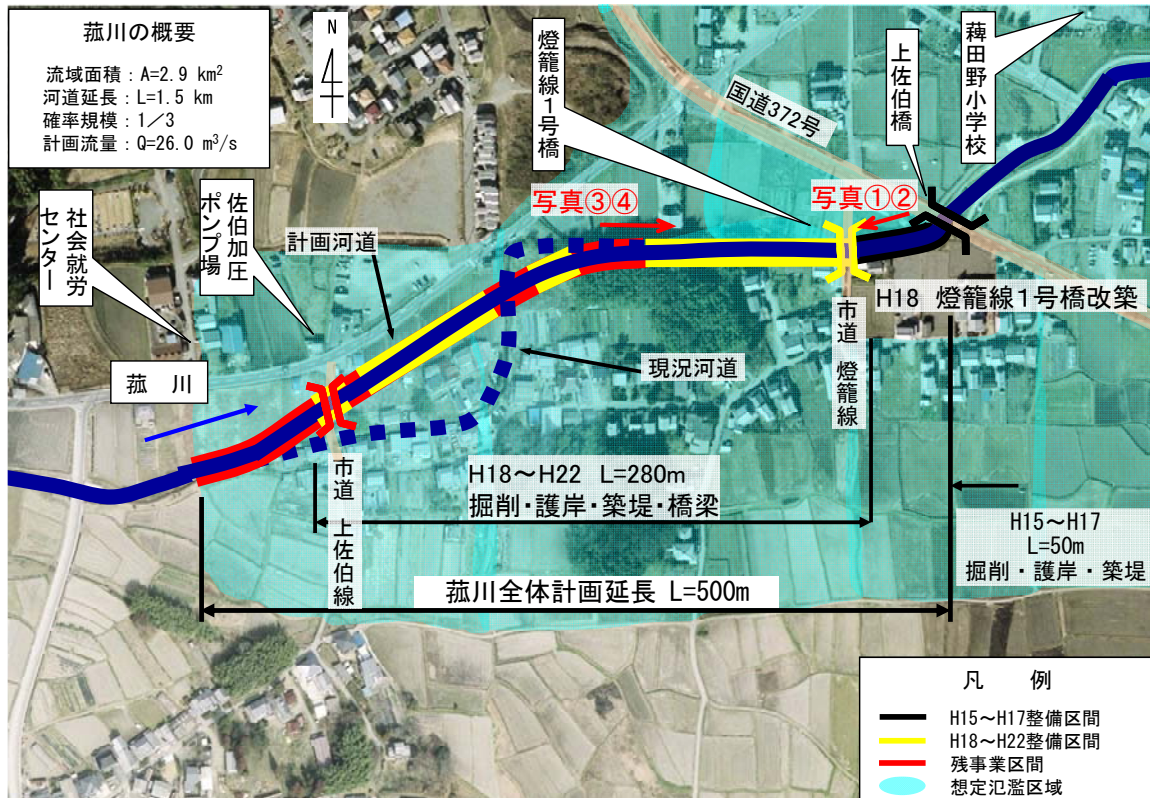 菰川の概要
流域面積：A=2.9 km²
河道延長：L=1.5 km
確率規模：1／3
計画流量：Q=26.0 m³/s
N
燈籠線１号橋
国道372号
上佐伯橋
薭田野小学校
社会就労
センター
佐伯加圧
ポンプ場
計画河道
写真③④
写真①②
H18 燈籠線１号橋改築
菰　川
現況河道
市道 燈籠線
市道 上佐伯線
H18～H22 L=280m
掘削・護岸・築堤・橋梁
H15～H17
L=50m
掘削・護岸・築堤
菰川全体計画延長 L=500m
凡　例
H15～H17整備区間
H18～H22整備区間
残事業区間
想定氾濫区域